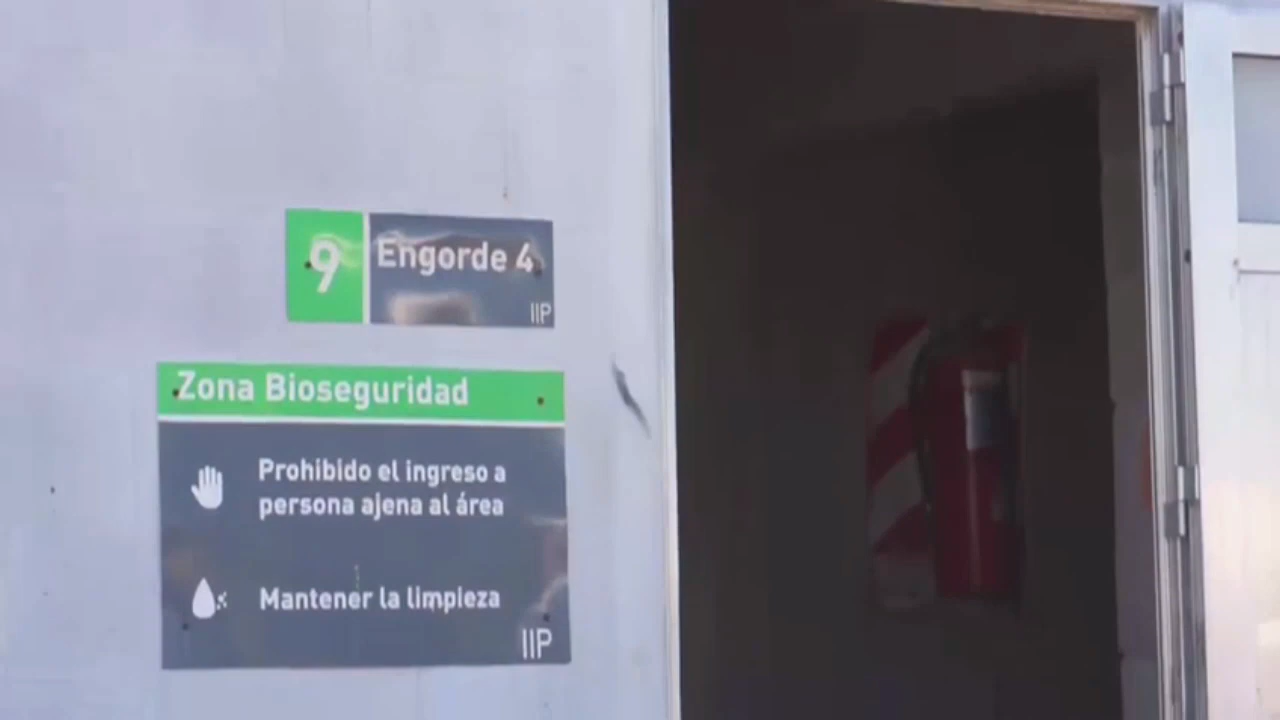 9
Engorde 4
IIP
Zona Bioseguridad
Prohibido el ingreso a
persona ajena al área
Mantener la limpieza
IIP